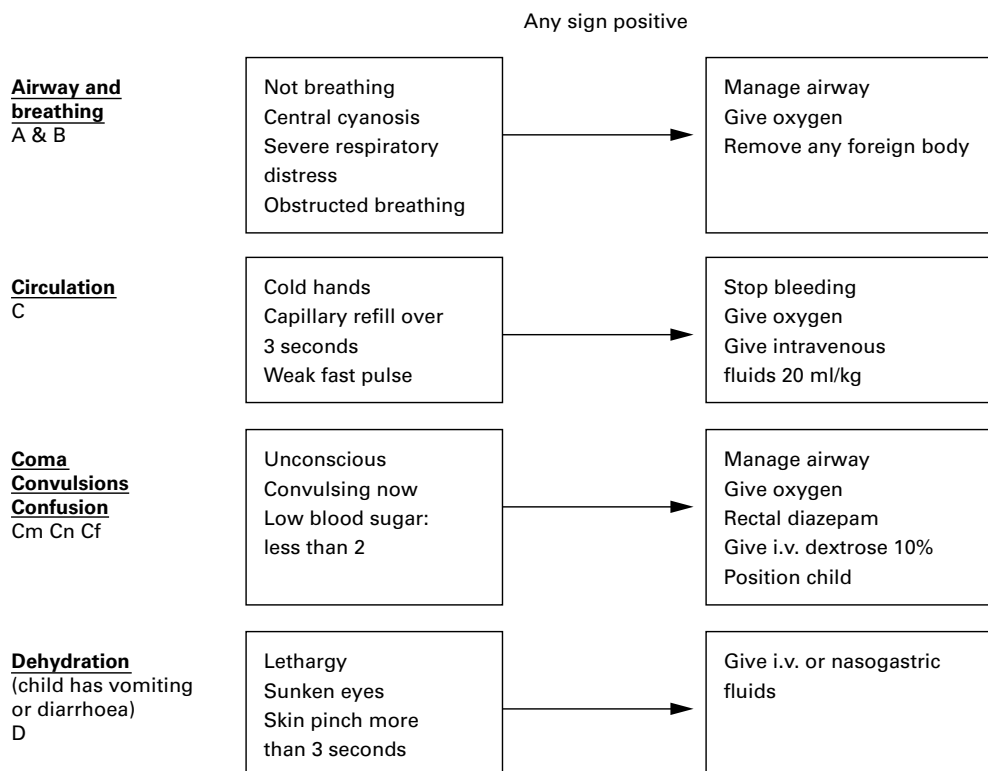 Any sign positive
Airway and
breathing
A & B
Not breathing
Central cyanosis
Severe respiratory
distress
Obstructed breathing
Manage airway
Give oxygen
Remove any foreign body
Circulation
C
Cold hands
Capillary refill over
3 seconds
Weak fast pulse
Stop bleeding
Give oxygen
Give intravenous
fluids 20 ml/kg
Coma
Convulsions
Confusion
Cm Cn Cf
Unconscious
Convulsing now
Low blood sugar:
less than 2
Manage airway
Give oxygen
Rectal diazepam
Give i.v. dextrose 10%
Position child
Dehydration
(child has vomiting
or diarrhoea)
D
Lethargy
Sunken eyes
Skin pinch more
than 3 seconds
Give i.v. or nasogastric
fluids